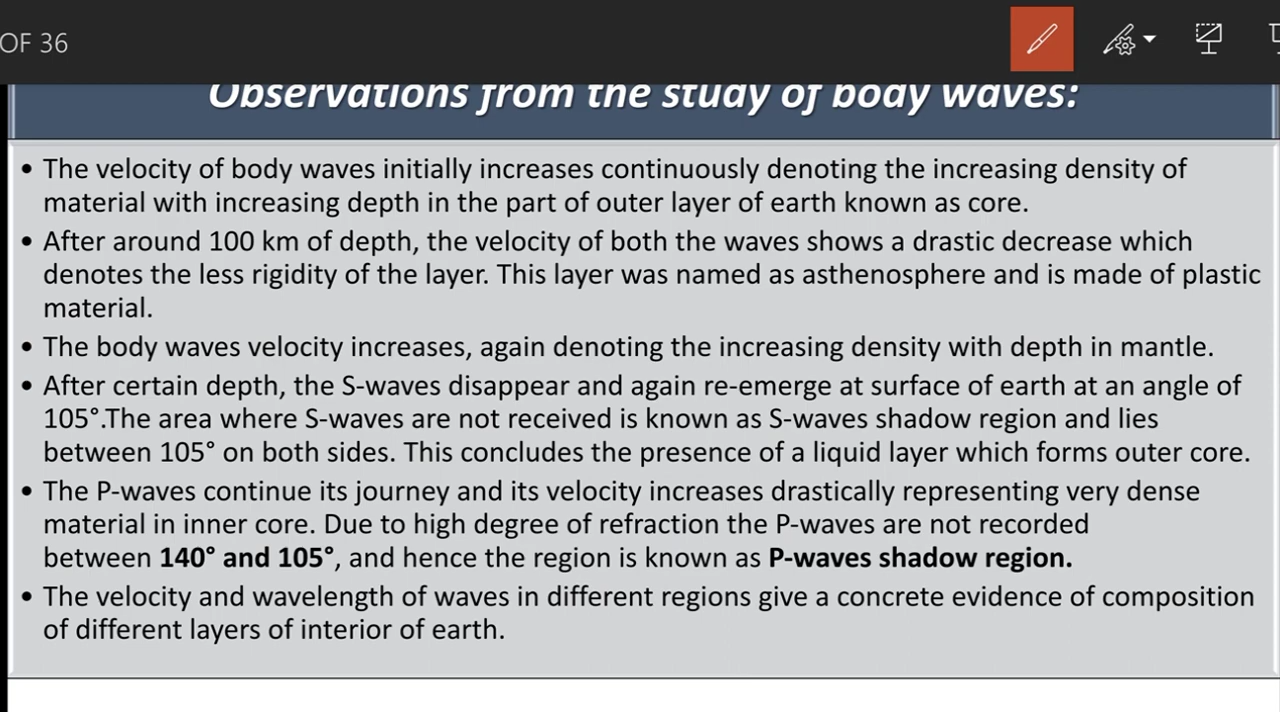 OF 36
Observations from the study of body waves:
• The velocity of body waves initially increases continuously denoting the increasing density of
material with increasing depth in the part of outer layer of earth known as core.
• After around 100 km of depth, the velocity of both the waves shows a drastic decrease which
denotes the less rigidity of the layer. This layer was named as asthenosphere and is made of plastic
material.
• The body waves velocity increases, again denoting the increasing density with depth in mantle.
• After certain depth, the S-waves disappear and again re-emerge at surface of earth at an angle of
105°.The area where S-waves are not received is known as S-waves shadow region and lies
between 105° on both sides. This concludes the presence of a liquid layer which forms outer core.
• The P-waves continue its journey and its velocity increases drastically representing very dense
material in inner core. Due to high degree of refraction the P-waves are not recorded
between 140° and 105°, and hence the region is known as P-waves shadow region.
• The velocity and wavelength of waves in different regions give a concrete evidence of composition
of different layers of interior of earth.